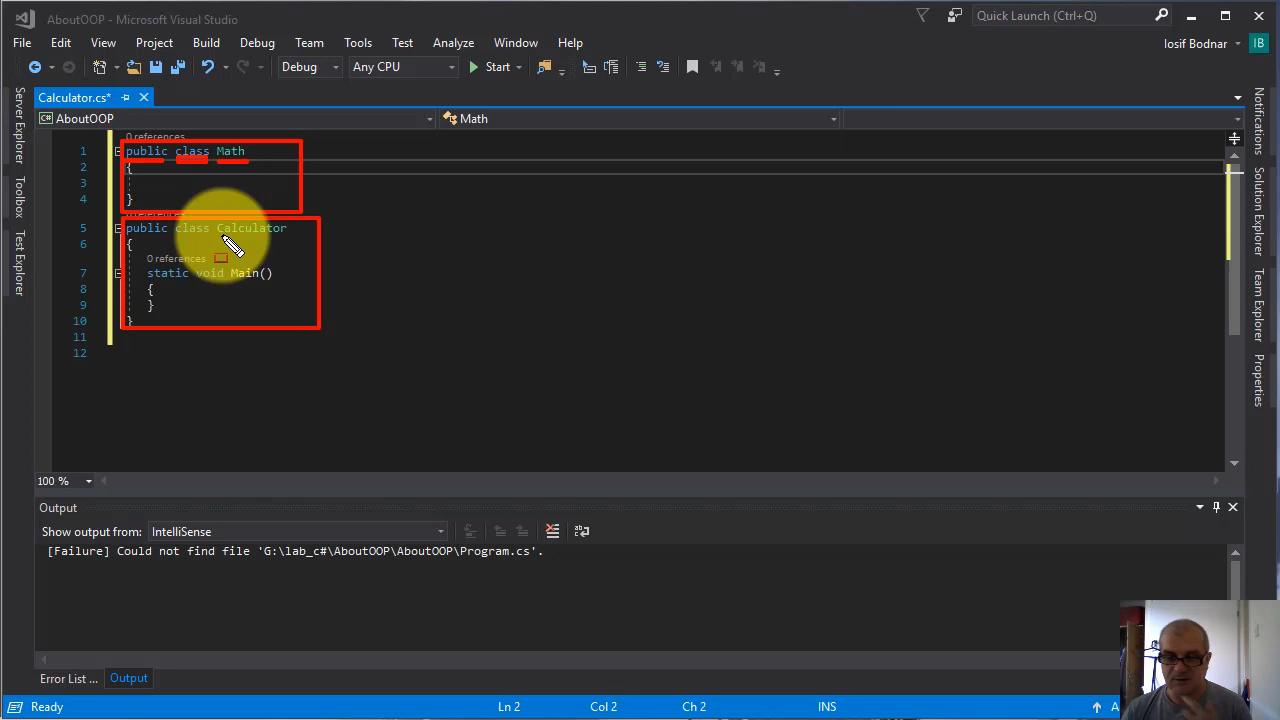 AboutOOP - Microsoft Visual Studio
Quick Launch (Ctrl+Q)
File Edit View Project Build Debug Team Tools Test Analyze Window Help
Iosif Bodnar IB
Debug Any CPU Start
Calculator.cs*
AboutOOP Math
Server Explorer
Toolbox
Test Explorer
Notifications
Solution Explorer
Team Explorer
Properties
0 references
1 public class Math
2 {
3
4 }
0 references
5 public class Calculator
6 {
0 references
7 static void Main()
8 {
9 }
10 }
11
12
100 %
Output
Show output from: IntelliSense
[Failure] Could not find file 'G:\lab_c#\AboutOOP\AboutOOP\Program.cs'.
Error List ... Output
Ready Ln 2 Col 2 Ch 2 INS